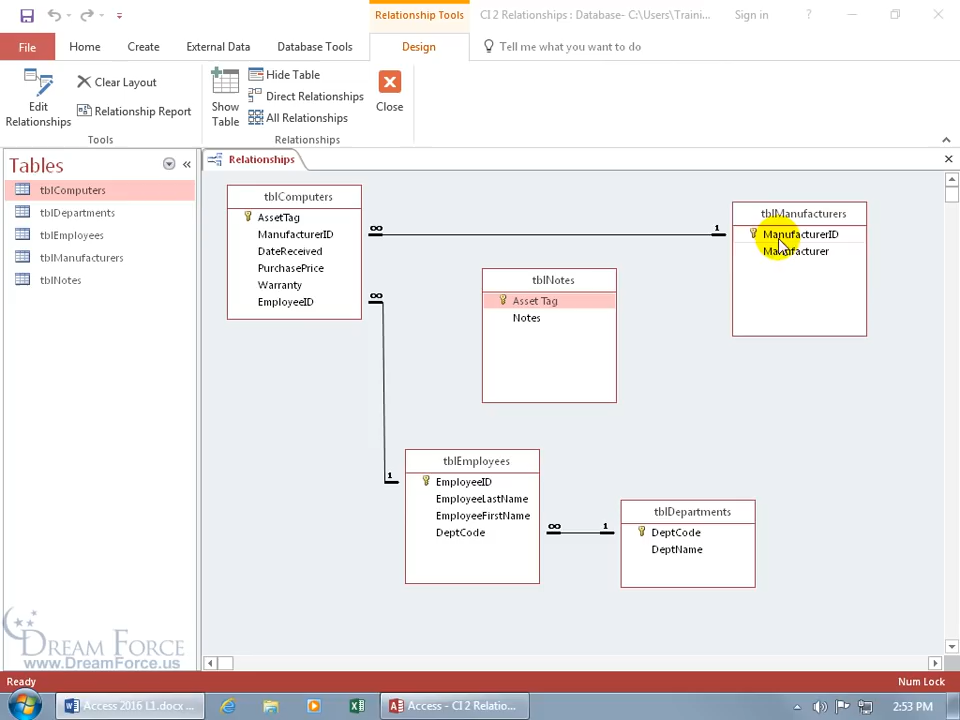 Relationship Tools
CI 2 Relationships : Database- C:\Users\Traini...
Sign in
?
File
Home
Create
External Data
Database Tools
Design
Tell me what you want to do
Edit
Relationships
Clear Layout
Relationship Report
Tools
Show
Table
Hide Table
Direct Relationships
All Relationships
Close
Relationships
Tables
«
tblComputers
tblDepartments
tblEmployees
tblManufacturers
tblNotes
Relationships
tblComputers
AssetTag
ManufacturerID
DateReceived
PurchasePrice
Warranty
EmployeeID
∞
1
tblManufacturers
ManufacturerID
Manufacturer
tblNotes
Asset Tag
Notes
∞
1
tblEmployees
EmployeeID
EmployeeLastName
EmployeeFirstName
DeptCode
∞
1
tblDepartments
DeptCode
DeptName
DREAM FORCE
www.DreamForce.us
Ready
Num Lock
Access 2016 L1.docx ...
Access - CI 2 Relatio...
2:53 PM